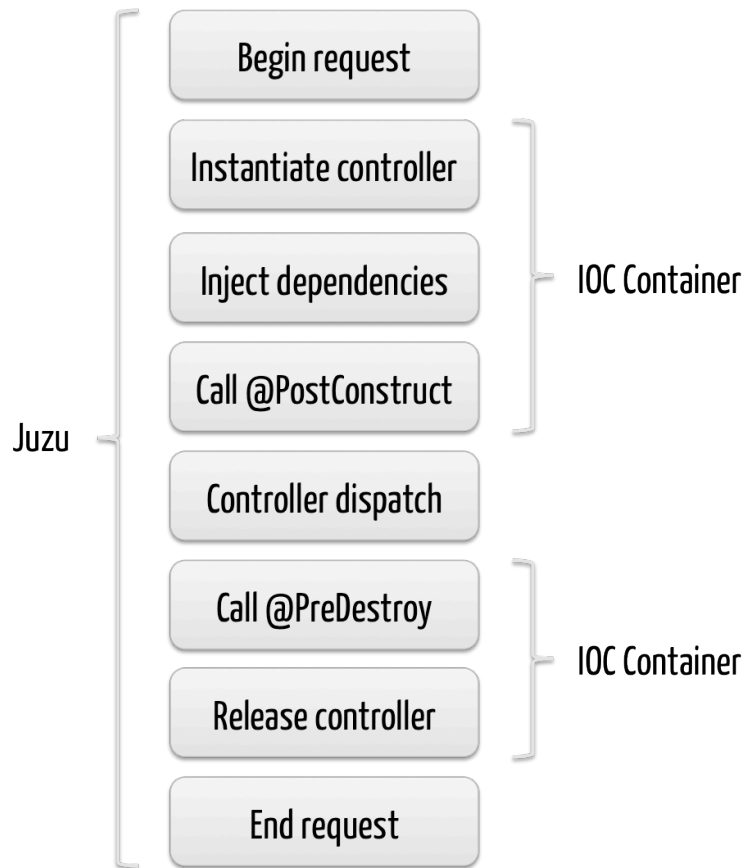 Begin request
Instantiate controller
Inject dependencies
IOC Container
Call @PostConstruct
Juzu
Controller dispatch
Call @PreDestroy
IOC Container
Release controller
End request